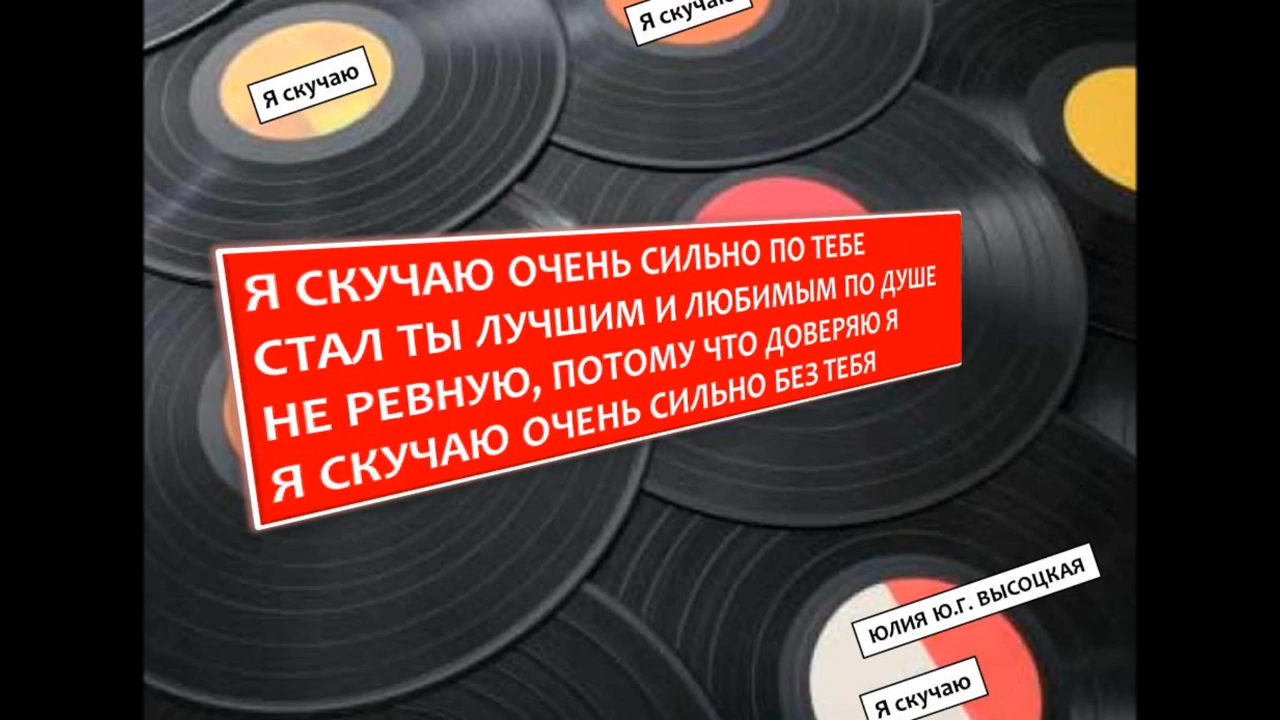 Я скучаю
Я скучаю
Я СКУЧАЮ ОЧЕНЬ СИЛЬНО ПО ТЕБЕ
СТАЛ ТЫ ЛУЧШИМ И ЛЮБИМЫМ ПО ДУШЕ
НЕ РЕВНУЮ, ПОТОМУ ЧТО ДОВЕРЯЮ Я
Я СКУЧАЮ ОЧЕНЬ СИЛЬНО БЕЗ ТЕБЯ
ЮЛИЯ Ю.Г. ВЫСОЦКАЯ
Я скучаю